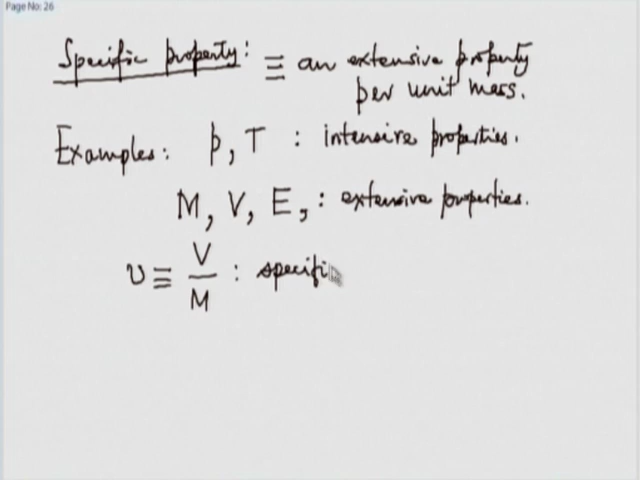 Page No: 26
Specific property: ≡ an extensive property
per unit mass.
Examples: p, T : intensive properties.
M, V, E, : extensive properties.
v ≡ V/M : specifi